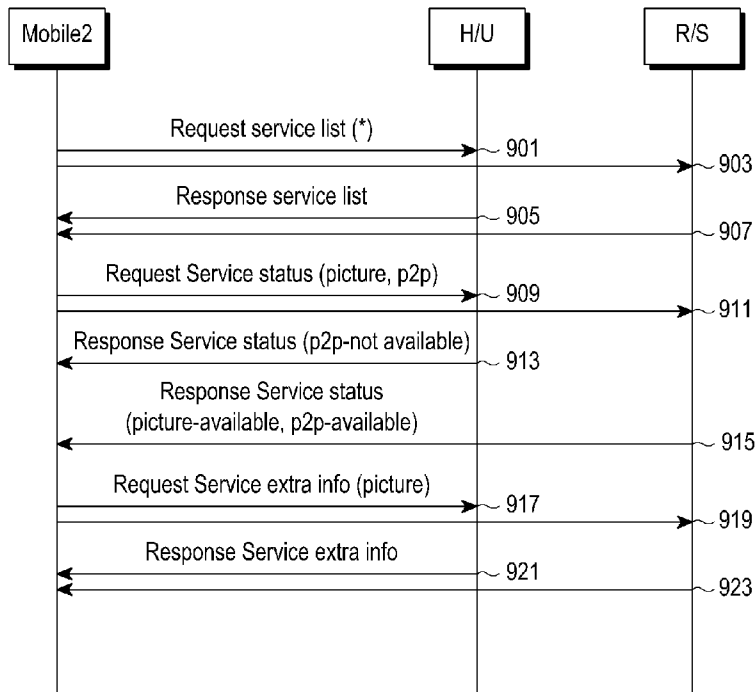 Mobile2 H/U R/S
Request service list (*)
901
903
Response service list
905
907
Request Service status (picture, p2p)
909
911
Response Service status (p2p-not available)
913
Response Service status
(picture-available, p2p-available)
915
Request Service extra info (picture)
917
919
Response Service extra info
921
923